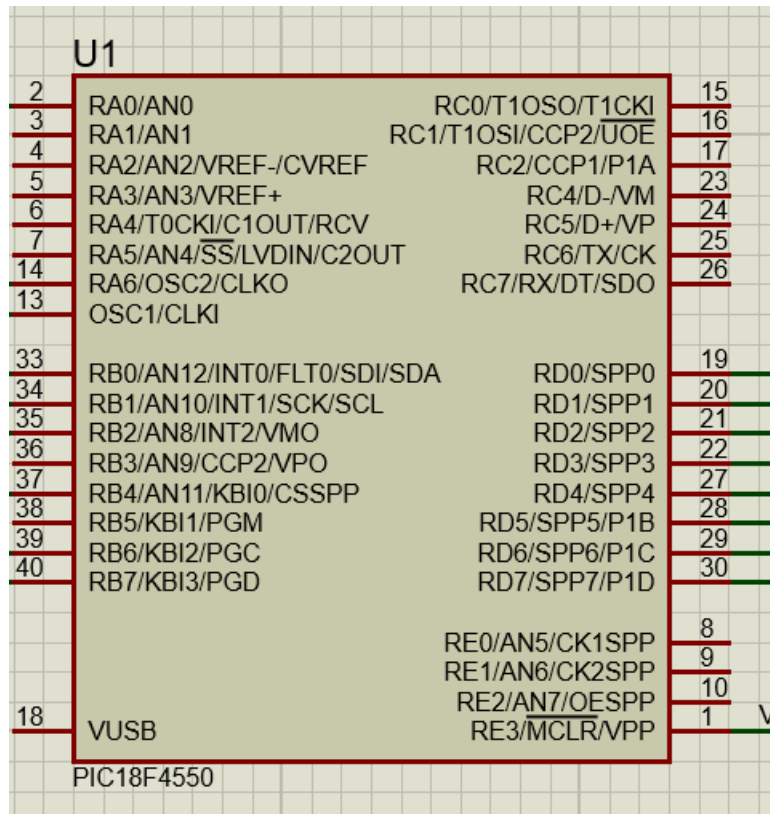 U1
2 RA0/AN0 RC0/T1OSO/T1CKI 15
3 RA1/AN1 RC1/T1OSI/CCP2/UOE 16
4 RA2/AN2/VREF-/CVREF RC2/CCP1/P1A 17
5 RA3/AN3/VREF+ RC4/D-/VM 23
6 RA4/T0CKI/C1OUT/RCV RC5/D+/VP 24
7 RA5/AN4/SS/LVDIN/C2OUT RC6/TX/CK 25
14 RA6/OSC2/CLKO RC7/RX/DT/SDO 26
13 OSC1/CLKI
33 RB0/AN12/INT0/FLT0/SDI/SDA RD0/SPP0 19
34 RB1/AN10/INT1/SCK/SCL RD1/SPP1 20
35 RB2/AN8/INT2/VMO RD2/SPP2 21
36 RB3/AN9/CCP2/VPO RD3/SPP3 22
37 RB4/AN11/KBI0/CSSPP RD4/SPP4 27
38 RB5/KBI1/PGM RD5/SPP5/P1B 28
39 RB6/KBI2/PGC RD6/SPP6/P1C 29
40 RB7/KBI3/PGD RD7/SPP7/P1D 30
RE0/AN5/CK1SPP 8
RE1/AN6/CK2SPP 9
RE2/AN7/OESPP 10
18 VUSB RE3/MCLR/VPP 1
PIC18F4550